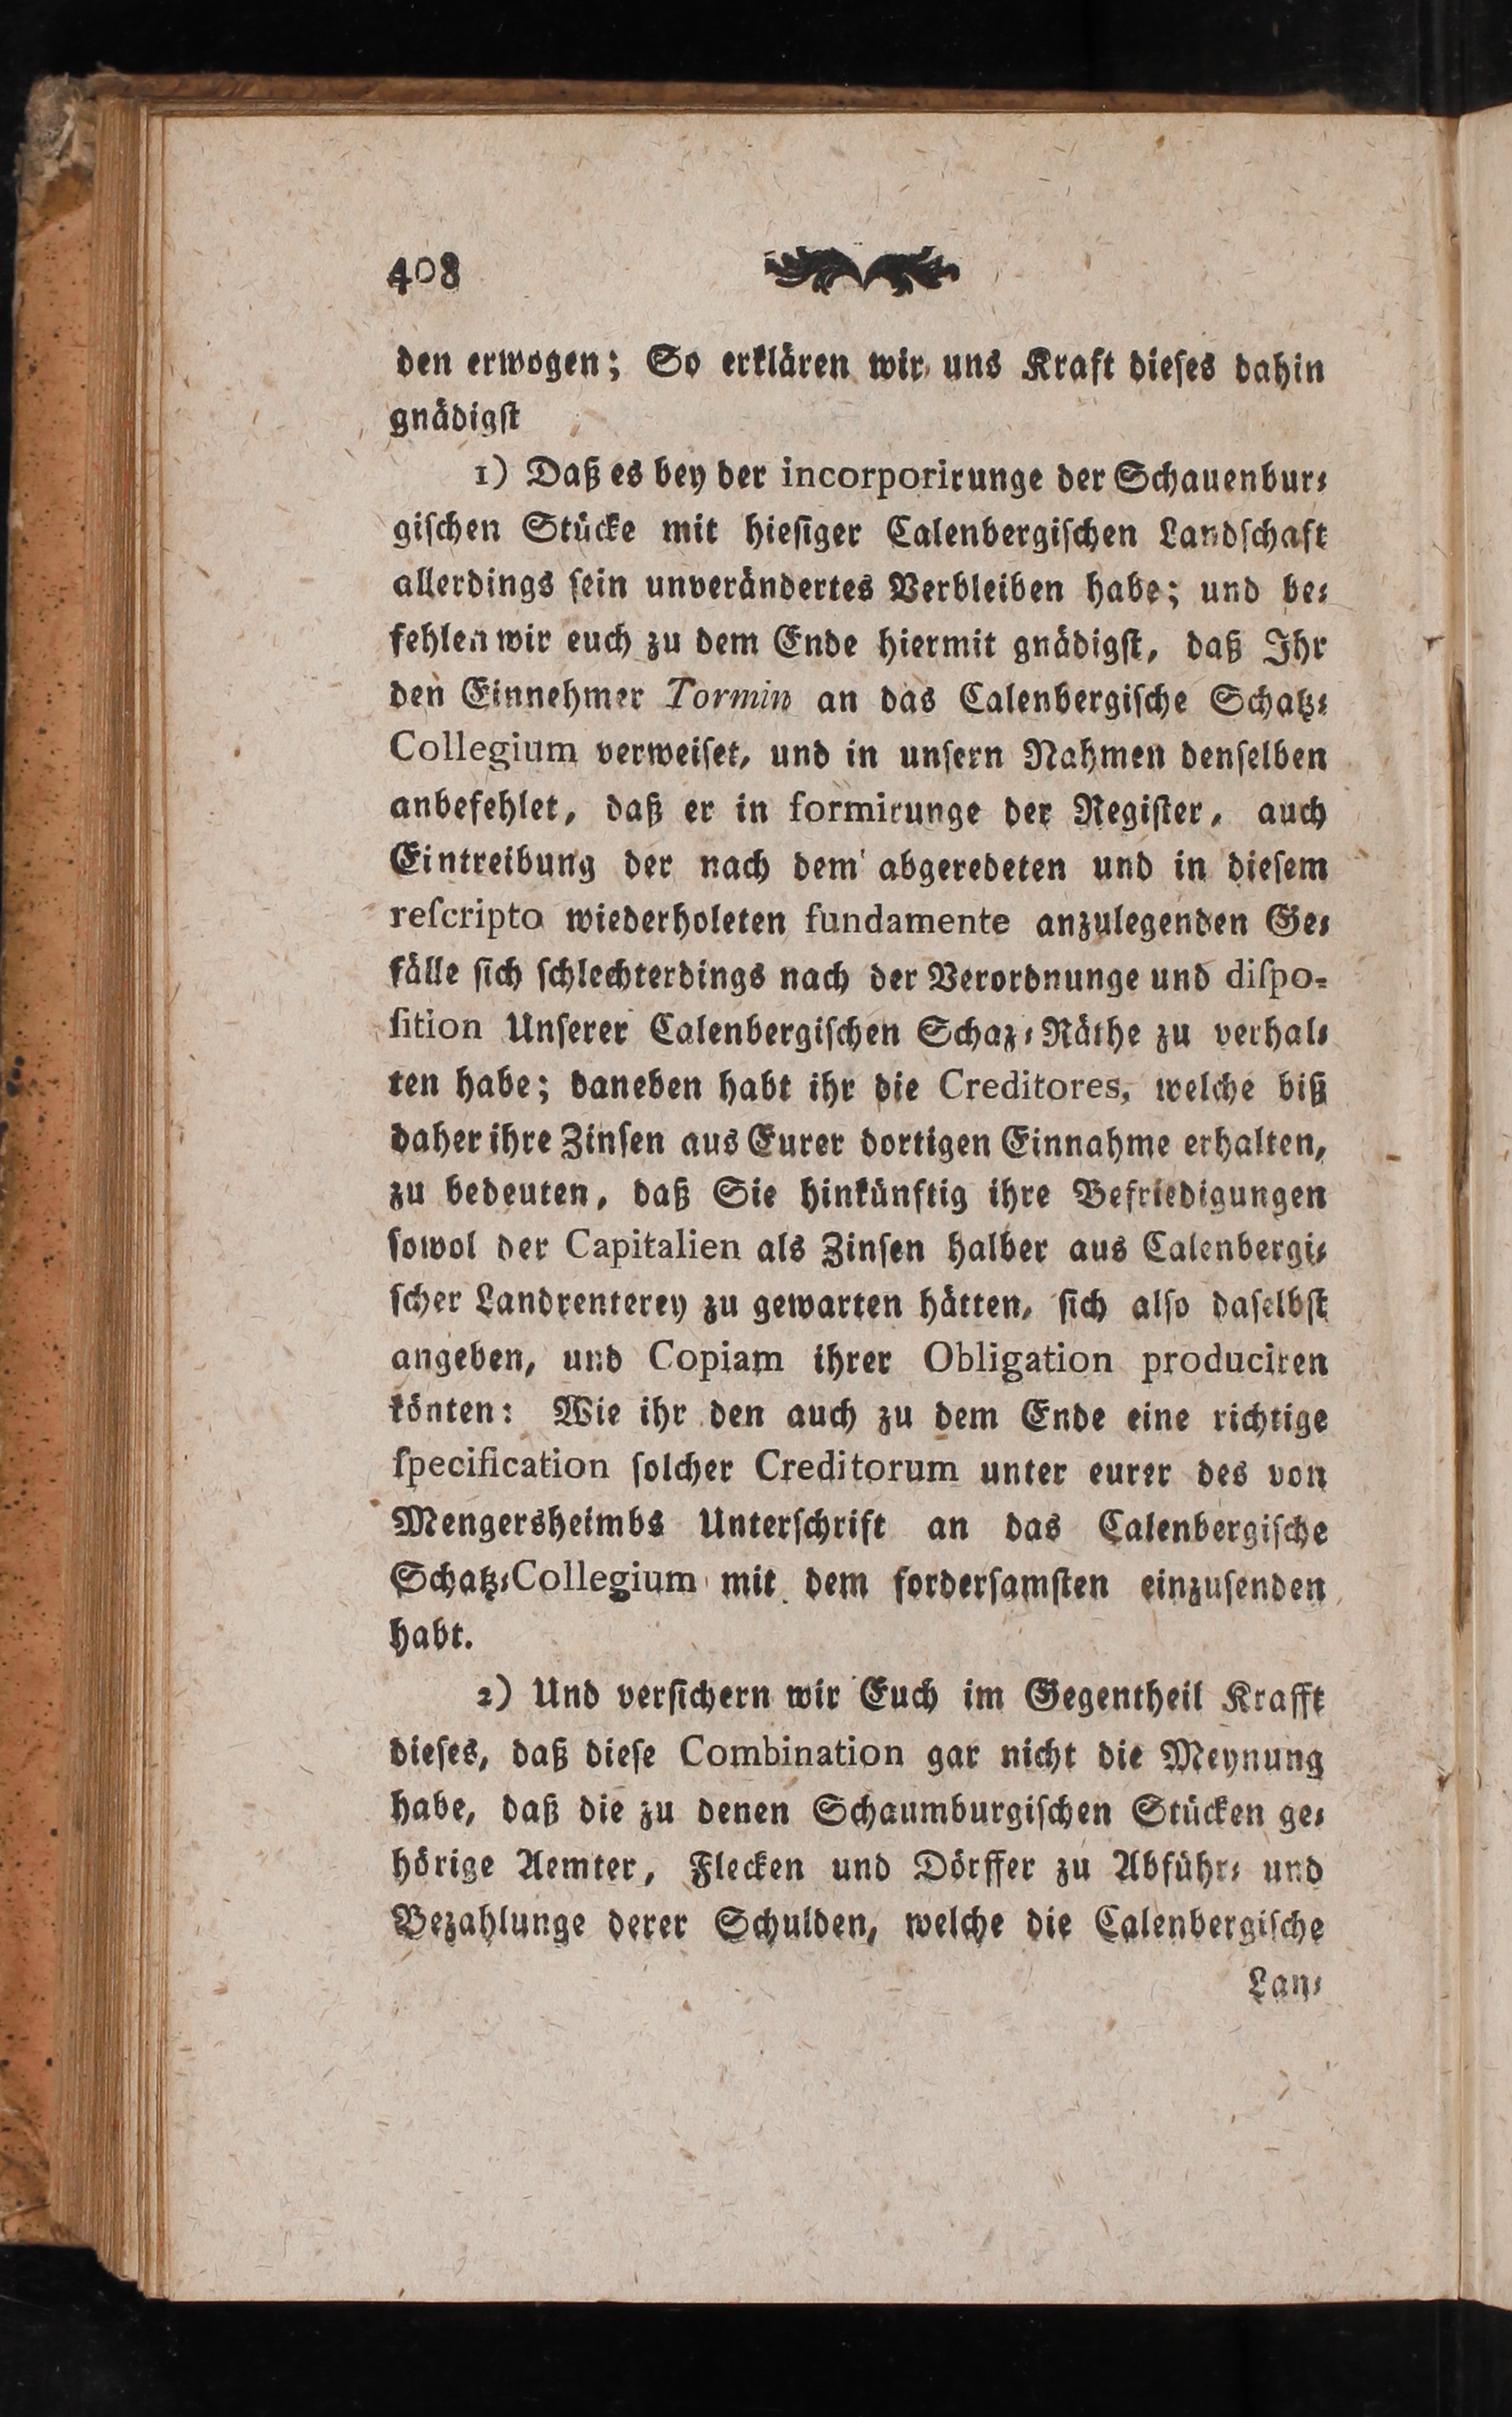 408
den erwogen; So erklären wir uns Kraft dieses dahin
gnädigſt
1) Daß es bey der incorporirunge der Schauenbur⸗
giſchen Stücke mit hieſiger Calenbergiſchen Landſchaft
allerdings ſein unverändertes Verbleiben habe; und be⸗
fehlen wir euch zu dem Ende hiermit gnädigſt, daß Ihr
den Einnehmer Tormin an das Calenbergiſche Schatz⸗
Collegium verweiſet, und in unſern Nahmen denſelben
anbefehlet, daß er in formirunge der Regiſter, auch
Eintreibung der nach dem abgeredeten und in dieſem
reſcripto wiederholeten fundamente anzulegenden Ge⸗
fälle ſich ſchlechterdings nach der Verordnunge und diſpo-
ſition Unſerer Calenbergiſchen Schaz⸗Räthe zu verhal⸗
ten habe; daneben habt ihr die Creditores, welche biß
daher ihre Zinſen aus Eurer dortigen Einnahme erhalten,
zu bedeuten, daß Sie hinkünftig ihre Befriedigungen
ſowol der Capitalien als Zinſen halber aus Calenbergi⸗
ſcher Landrenterey zu gewarten hätten, ſich alſo daſelbſt
angeben, und Copiam ihrer Obligation produciren
könten: Wie ihr den auch zu dem Ende eine richtige
ſpecification ſolcher Creditorum unter eurer des von
Mengersheimbs Unterſchrift an das Calenbergiſche
Schatz⸗Collegium mit dem forderſamſten einzuſenden
habt.
2) Und verſichern wir Euch im Gegentheil Krafft
dieſes, daß dieſe Combination gar nicht die Meynung
habe, daß die zu denen Schaumburgiſchen Stücken ge⸗
hörige Aemter, Flecken und Dörffer zu Abführ⸗ und
Bezahlunge derer Schulden, welche die Calenbergiſche
Lan⸗